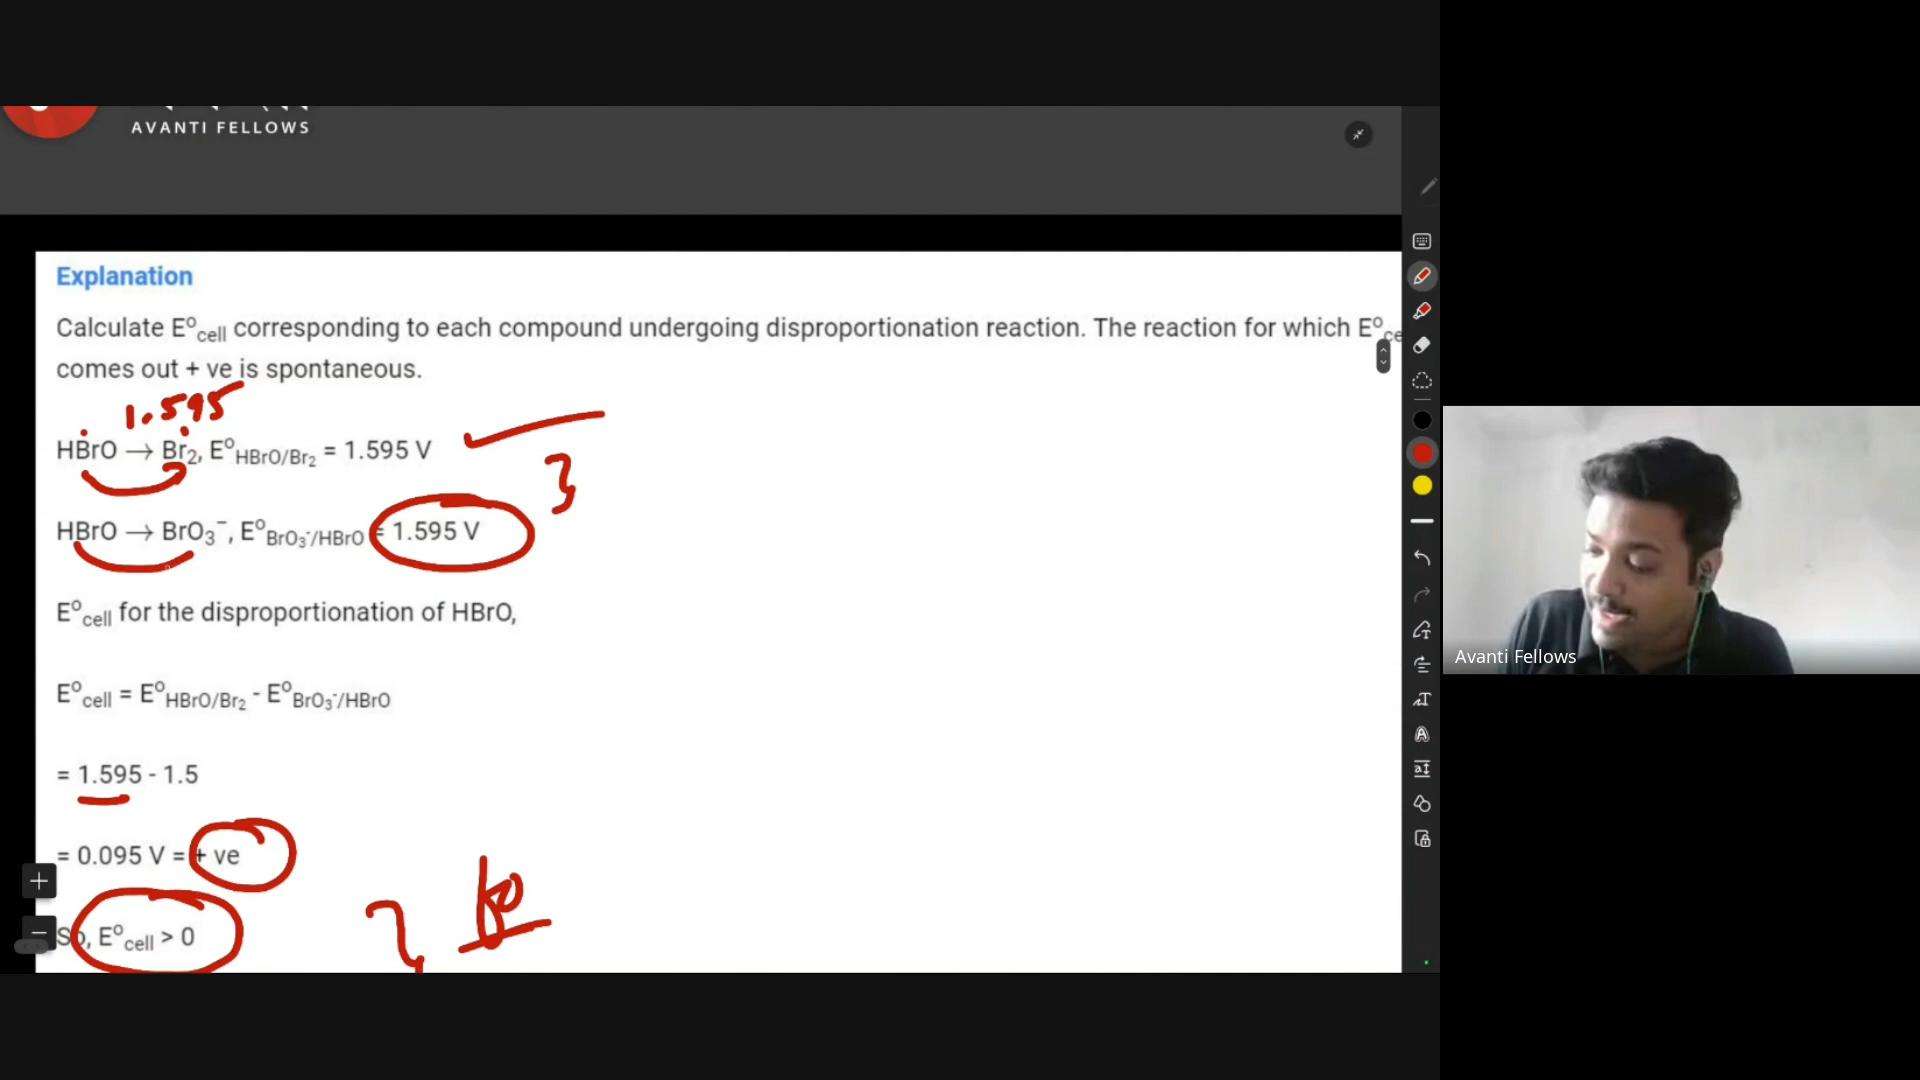 AVANTI FELLOWS
Explanation
Calculate E°cell corresponding to each compound undergoing disproportionation reaction. The reaction for which E°ce
comes out + ve is spontaneous.
1.595
HBrO → Br₂, E°HBrO/Br₂ = 1.595 V
HBrO → BrO₃⁻, E°BrO₃⁻/HBrO = 1.595 V
E°cell for the disproportionation of HBrO,
E°cell = E°HBrO/Br₂ - E°BrO₃⁻/HBrO
= 1.595 - 1.5
= 0.095 V = + ve
So, E°cell > 0
Avanti Fellows